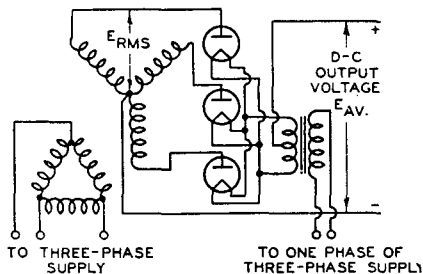 E RMS
D-C
OUTPUT
VOLTAGE
E AV.
+
−
TO THREE-PHASE
SUPPLY
TO ONE PHASE OF
THREE-PHASE SUPPLY